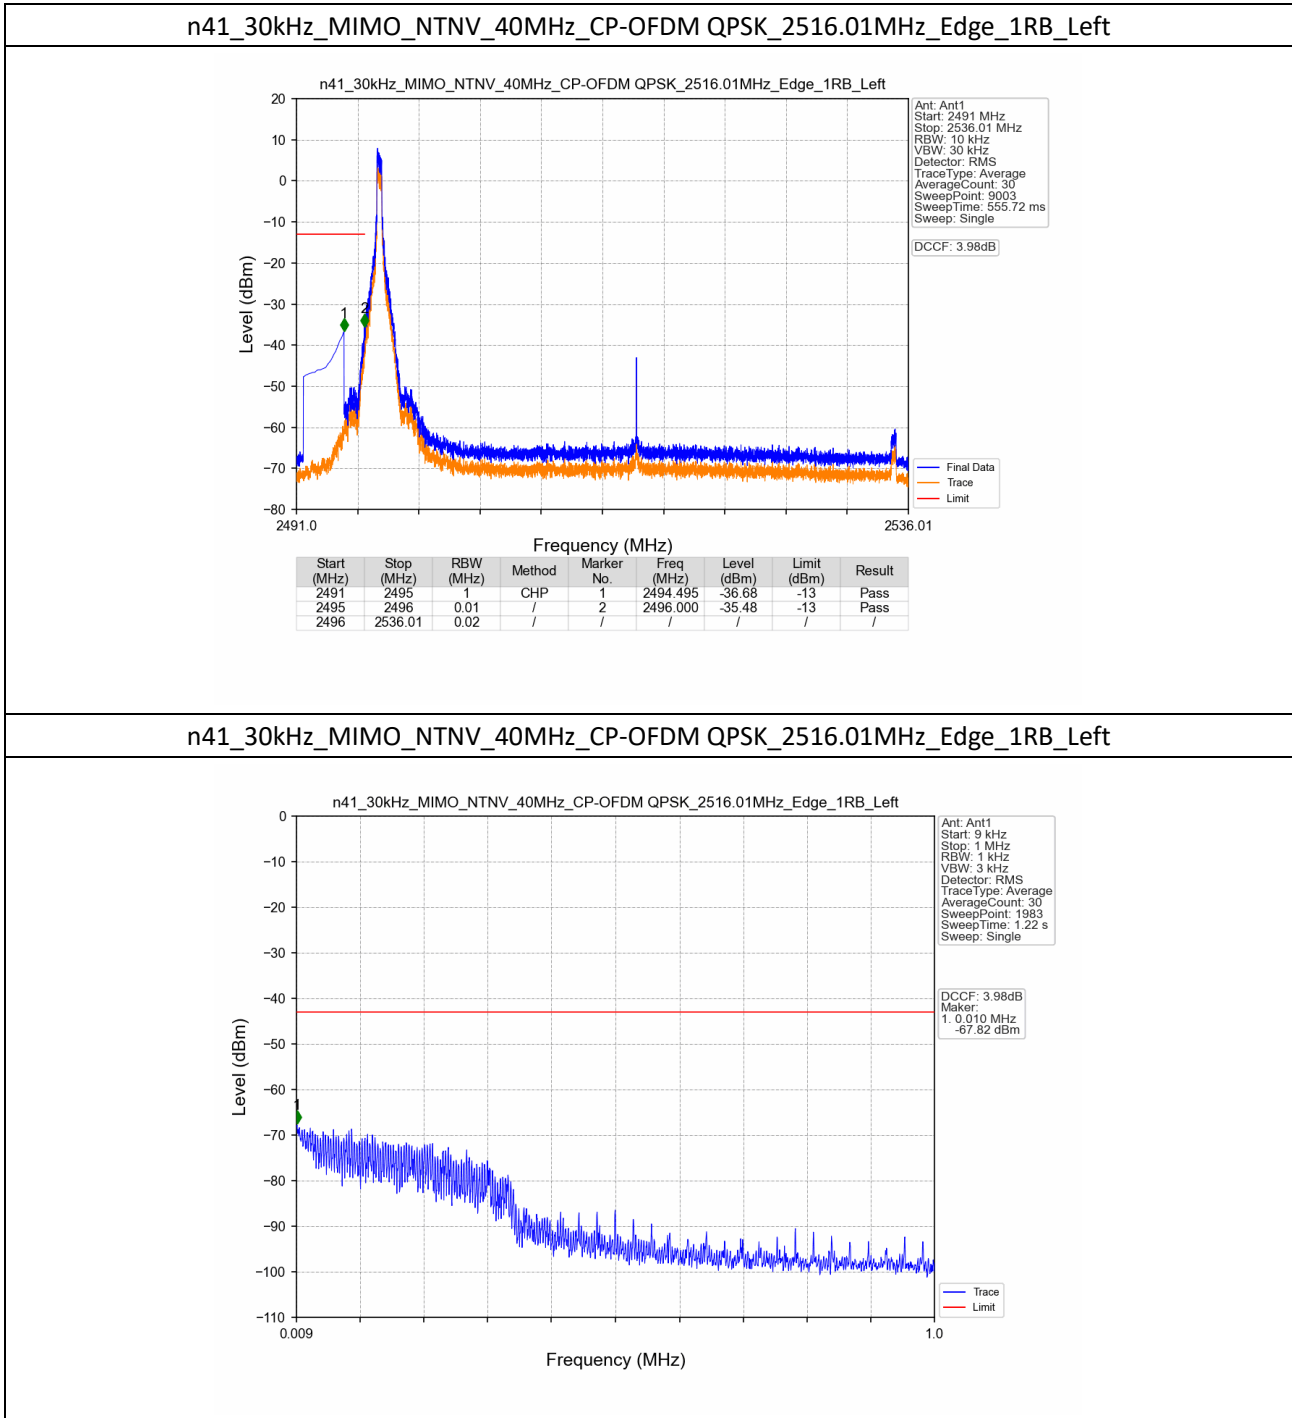 n41_30kHz_MIMO_NTNV_40MHz_CP-OFDM QPSK_2516.01MHz_Edge_1RB_Left
n41_30kHz_MIMO_NTNV_40MHz_CP-OFDM QPSK_2516.01MHz_Edge_1RB_Left
Ant: Ant1
Start: 2491 MHz
Stop: 2536.01 MHz
RBW: 10 kHz
VBW: 30 kHz
Detector: RMS
TraceType: Average
AverageCount: 30
SweepPoint: 9003
SweepTime: 555.72 ms
Sweep: Single
DCCF: 3.98dB
Level (dBm)
20
10
0
−10
−20
−30
−40
−50
−60
−70
−80
1
2
Final Data
Trace
Limit
2491.0
2536.01
Frequency (MHz)
Start (MHz) Stop (MHz) RBW (MHz) Method Marker No. Freq (MHz) Level (dBm) Limit (dBm) Result
2491 2495 1 CHP 1 2494.495 -36.68 -13 Pass
2495 2496 0.01 / 2 2496.000 -35.48 -13 Pass
2496 2536.01 0.02 / / / / / /
n41_30kHz_MIMO_NTNV_40MHz_CP-OFDM QPSK_2516.01MHz_Edge_1RB_Left
n41_30kHz_MIMO_NTNV_40MHz_CP-OFDM QPSK_2516.01MHz_Edge_1RB_Left
Ant: Ant1
Start: 9 kHz
Stop: 1 MHz
RBW: 1 kHz
VBW: 3 kHz
Detector: RMS
TraceType: Average
AverageCount: 30
SweepPoint: 1983
SweepTime: 1.22 s
Sweep: Single
DCCF: 3.98dB
Maker:
1. 0.010 MHz
-67.82 dBm
Level (dBm)
0
−10
−20
−30
−40
−50
−60
−70
−80
−90
−100
−110
1
Trace
Limit
0.009
1.0
Frequency (MHz)